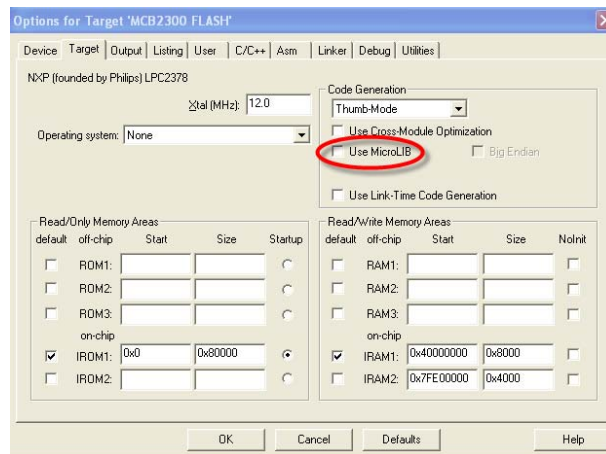 Options for Target 'MCB2300 FLASH'
Device Target Output Listing User C/C++ Asm Linker Debug Utilities
NXP (founded by Philips) LPC2378
Xtal (MHz): 12.0
Operating system: None
Code Generation
Thumb-Mode
Use Cross-Module Optimization
Use MicroLIB Big Endian
Use Link-Time Code Generation
Read/Only Memory Areas
default off-chip Start Size Startup
ROM1:
ROM2:
ROM3:
on-chip
IROM1: 0x0 0x80000
IROM2:
Read/Write Memory Areas
default off-chip Start Size NoInit
RAM1:
RAM2:
RAM3:
on-chip
IRAM1: 0x40000000 0x8000
IRAM2: 0x7FE00000 0x4000
OK Cancel Defaults Help